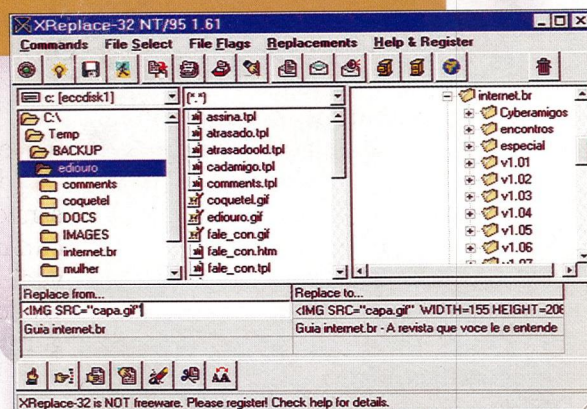 XReplace-32 NT/95 1.61
Commands File Select File Flags Replacements Help & Register
c: [eccdisk1]
(*.*)
C:\
Temp
BACKUP
ediouro
comments
coquetel
DOCS
IMAGES
internet.br
mulher
assina.tpl
atrasado.tpl
atrasadoold.tpl
cadamigo.tpl
comments.tpl
coquetel.gif
ediouro.gif
fale_con.gif
fale_con.htm
fale_con.tpl
internet.br
Cyberamigos
encontros
especial
v1.01
v1.02
v1.03
v1.04
v1.05
v1.06
v1.07
Replace from... Replace to...
<IMG SRC="capa.gif" <IMG SRC="capa.gif" WIDTH=155 HEIGHT=208
Guia internet.br Guia internet.br - A revista que voce le e entende
XReplace-32 is NOT freeware. Please register! Check help for details.